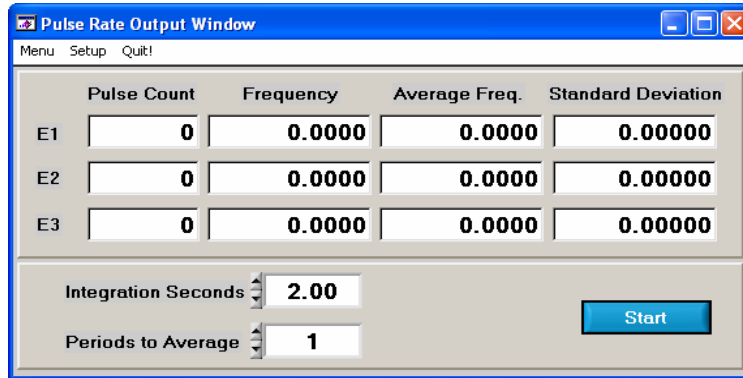 Pulse Rate Output Window
Menu Setup Quit!
Pulse Count Frequency Average Freq. Standard Deviation
E1 0 0.0000 0.0000 0.00000
E2 0 0.0000 0.0000 0.00000
E3 0 0.0000 0.0000 0.00000
Integration Seconds 2.00
Start
Periods to Average 1